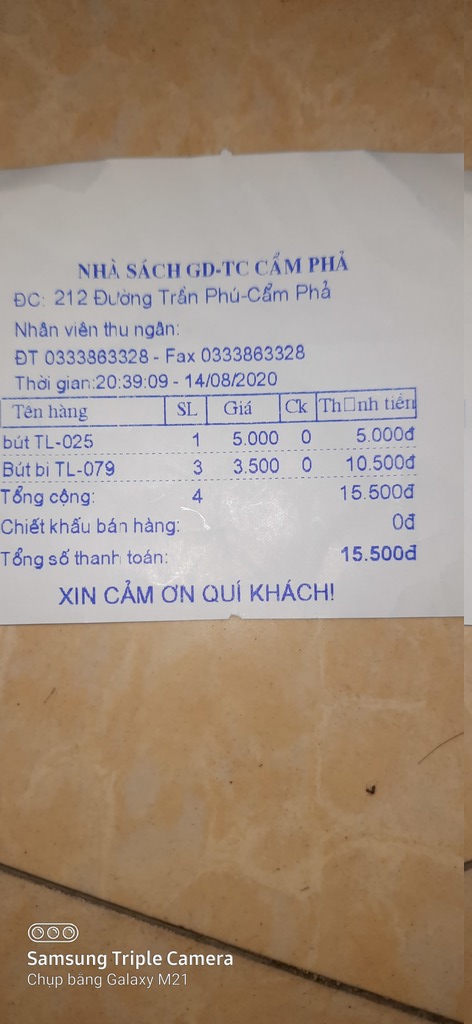 NHÀ SÁCH GD-TC CẨM PHẢ
ĐC: 212 Đường Trần Phú-Cẩm Phả
Nhân viên thu ngân:
ĐT 0333863328 - Fax 0333863328
Thời gian:20:39:09 - 14/08/2020
Tên hàng SL Giá Ck Th□nh tiền
bút TL-025 1 5.000 0 5.000đ
Bút bi TL-079 3 3.500 0 10.500đ
Tổng cộng: 4 15.500đ
Chiết khấu bán hàng: 0đ
Tổng số thanh toán: 15.500đ
XIN CẢM ƠN QUÍ KHÁCH!
Samsung Triple Camera
Chụp bằng Galaxy M21